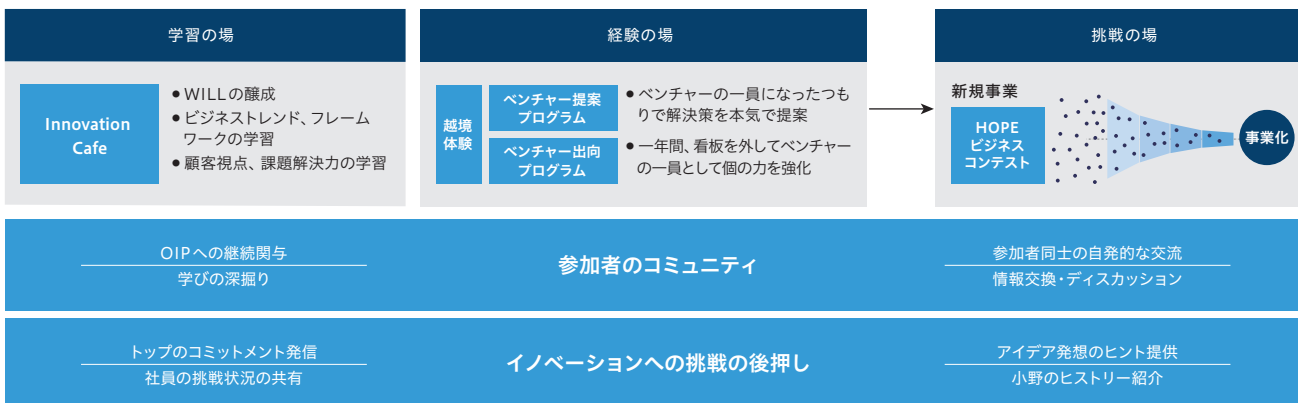 学習の場
Innovation
Cafe
● WILLの醸成
● ビジネストレンド、フレーム
ワークの学習
● 顧客視点、課題解決力の学習
経験の場
越境
体験
ベンチャー提案
プログラム
● ベンチャーの一員になったつも
りで解決策を本気で提案
ベンチャー出向
プログラム
● 一年間、看板を外してベンチャー
の一員として個の力を強化
挑戦の場
新規事業
HOPE
ビジネス
コンテスト
事業化
OIPへの継続関与
学びの深掘り
参加者のコミュニティ
参加者同士の自発的な交流
情報交換・ディスカッション
トップのコミットメント発信
社員の挑戦状況の共有
イノベーションへの挑戦の後押し
アイデア発想のヒント提供
小野のヒストリー紹介